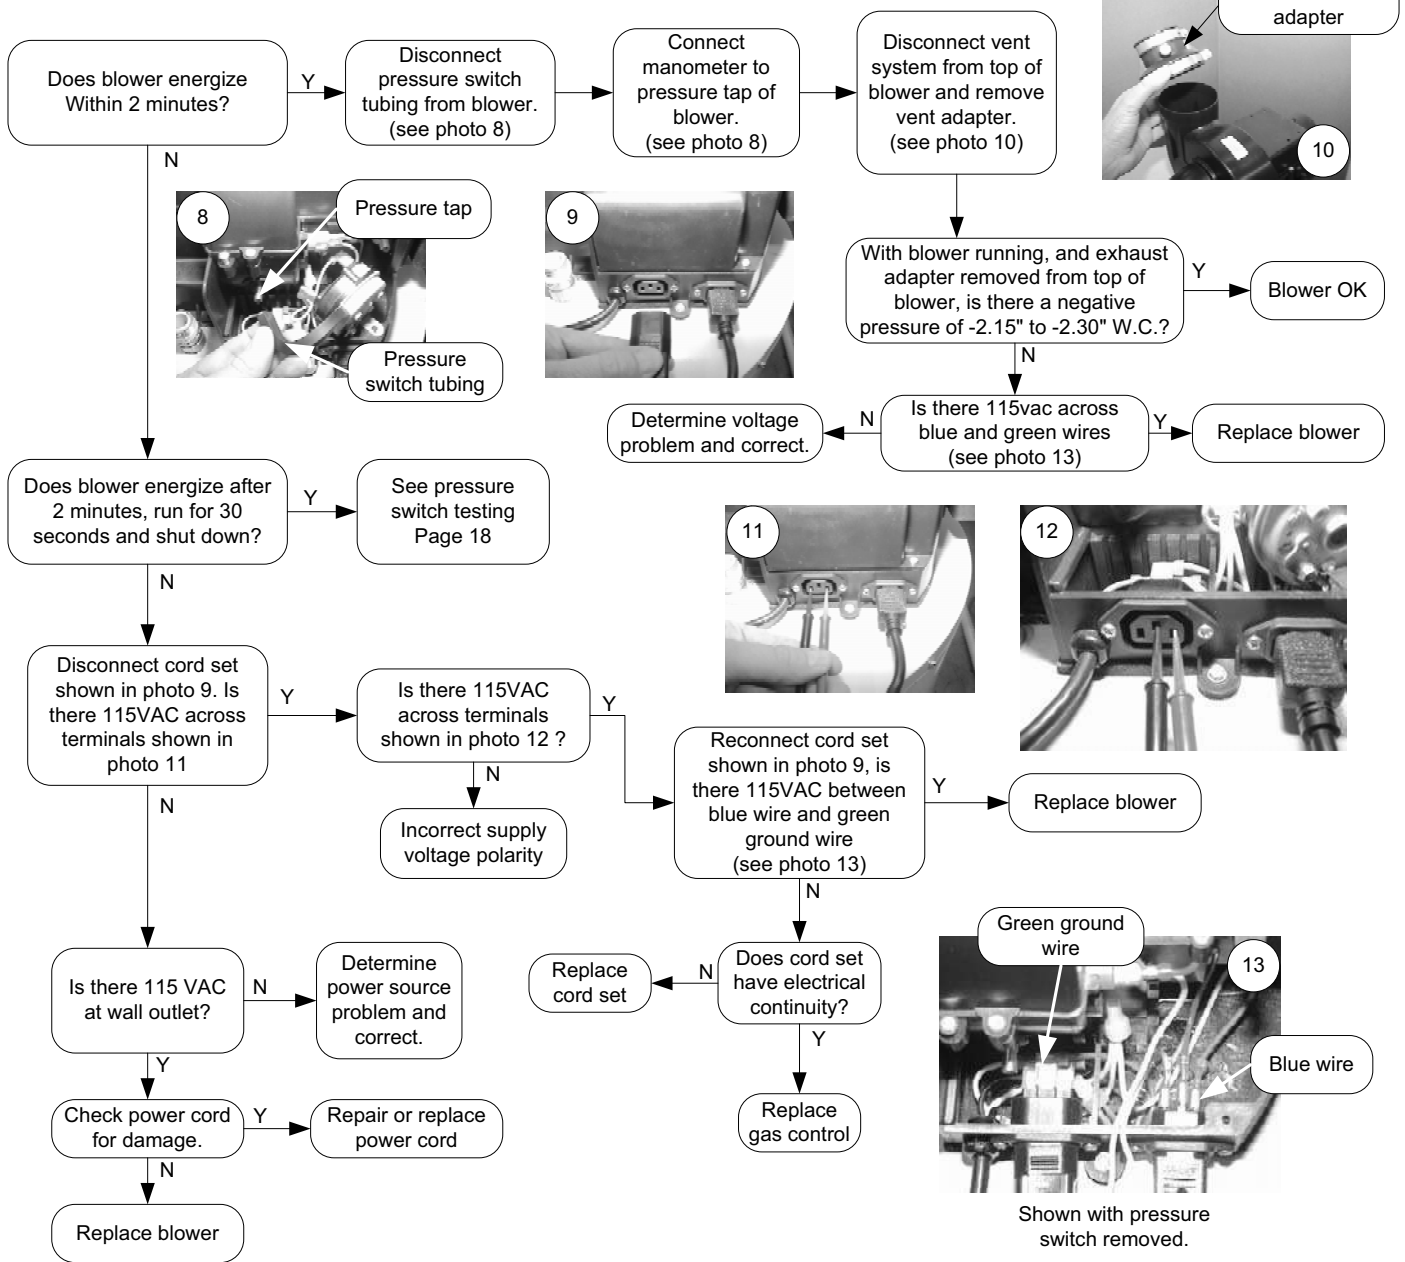 Does blower energize
Within 2 minutes?
Y
Disconnect
pressure switch
tubing from blower.
(see photo 8)
Connect
manometer to
pressure tap of
blower.
(see photo 8)
Disconnect vent
system from top of
blower and remove
vent adapter.
(see photo 10)
adapter
10
N
8
Pressure tap
Pressure
switch tubing
9
With blower running, and exhaust
adapter removed from top of
blower, is there a negative
pressure of -2.15" to -2.30" W.C.?
Y
Blower OK
N
Is there 115vac across
blue and green wires
(see photo 13)
N
Determine voltage
problem and correct.
Y
Replace blower
Does blower energize after
2 minutes, run for 30
seconds and shut down?
Y
See pressure
switch testing
Page 18
11
12
N
Disconnect cord set
shown in photo 9. Is
there 115VAC across
terminals shown in
photo 11
Y
Is there 115VAC
across terminals
shown in photo 12 ?
Y
N
Incorrect supply
voltage polarity
Reconnect cord set
shown in photo 9, is
there 115VAC between
blue wire and green
ground wire
(see photo 13)
Y
Replace blower
N
N
Does cord set
have electrical
continuity?
N
Replace
cord set
Y
Replace
gas control
Green ground
wire
13
Blue wire
Shown with pressure
switch removed.
Is there 115 VAC
at wall outlet?
N
Determine
power source
problem and
correct.
Y
Check power cord
for damage.
Y
Repair or replace
power cord
N
Replace blower